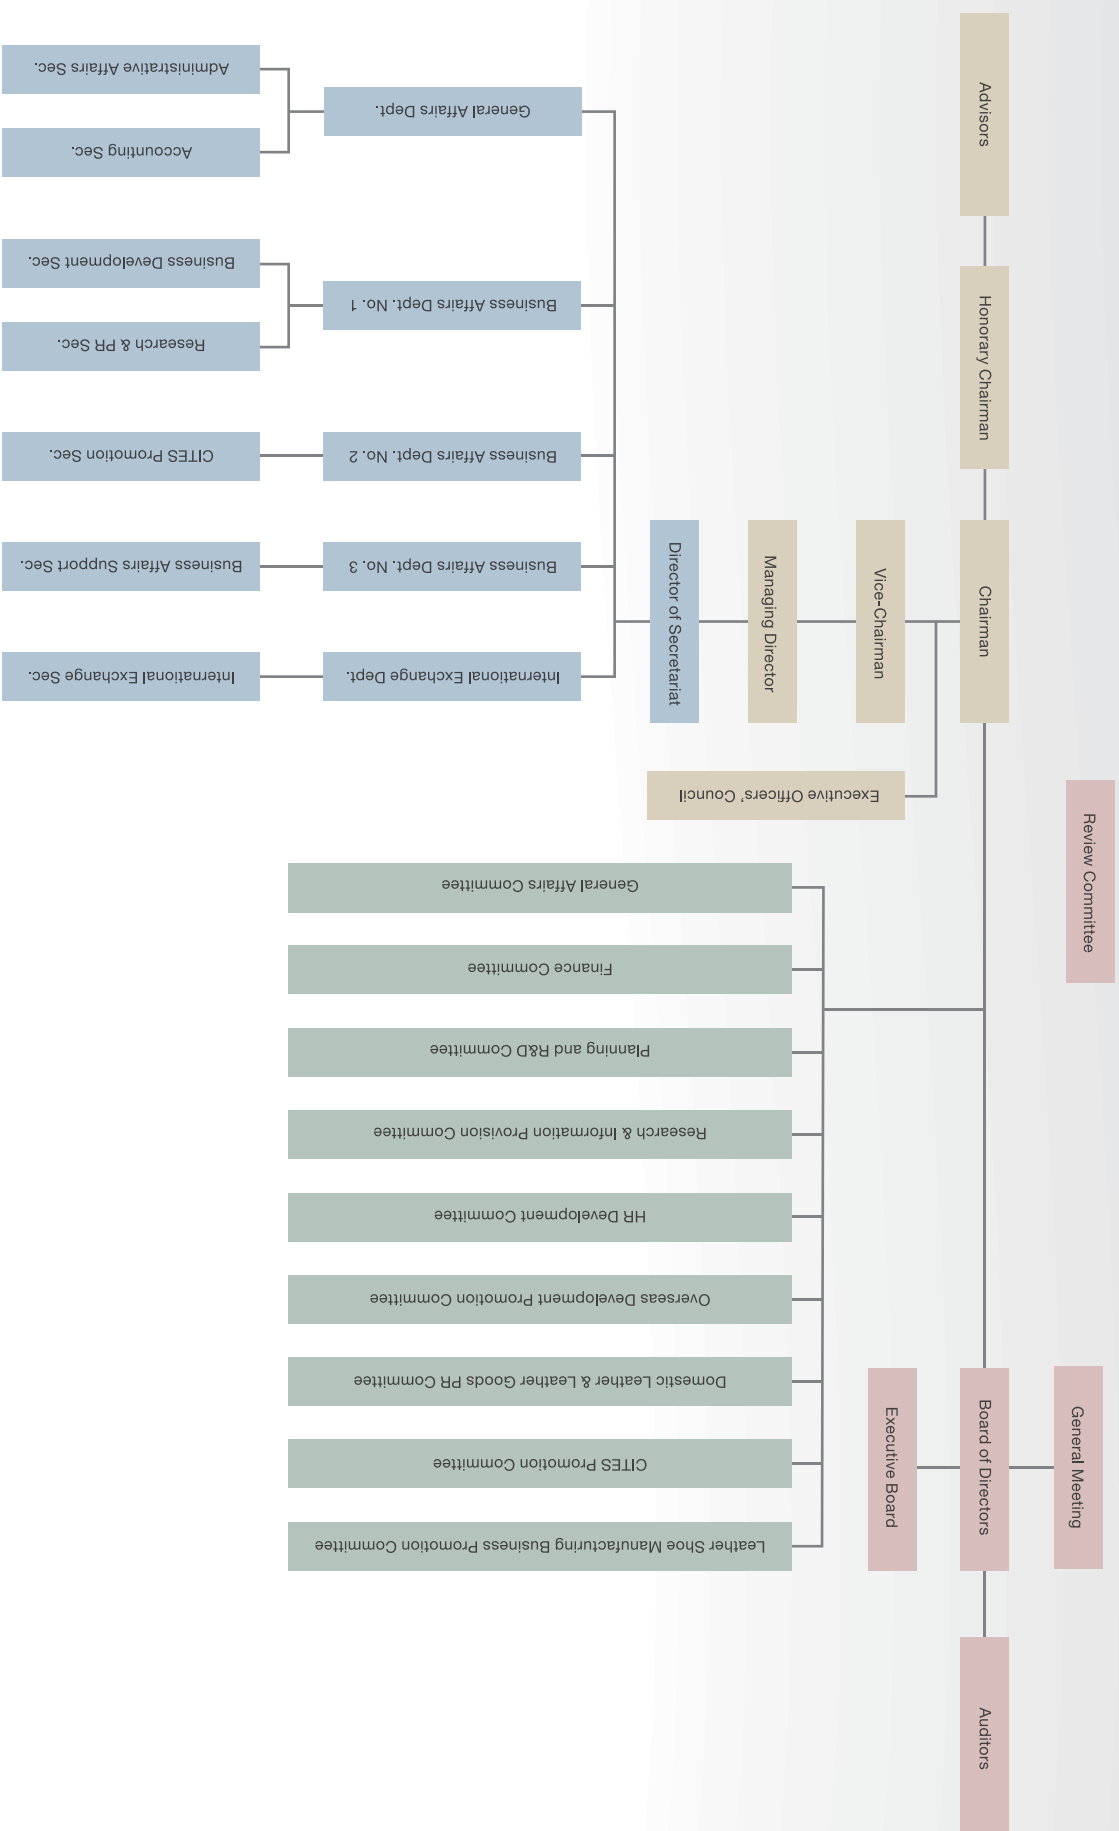 General Meeting
Review Committee
Auditors
Board of Directors
Chairman
Honorary Chairman
Advisors
Executive Board
Leather Shoe Manufacturing Business Promotion Committee
CITES Promotion Committee
Domestic Leather & Leather Goods PR Committee
Overseas Development Promotion Committee
HR Development Committee
Research & Information Provision Committee
Planning and R&D Committee
Finance Committee
General Affairs Committee
Executive Officers' Council
Vice-Chairman
Managing Director
Director of Secretariat
International Exchange Dept.
Business Affairs Dept. No. 3
Business Affairs Dept. No. 2
Business Affairs Dept. No. 1
General Affairs Dept.
International Exchange Sec.
Business Affairs Support Sec.
CITES Promotion Sec.
Research & PR Sec.
Business Development Sec.
Accounting Sec.
Administrative Affairs Sec.